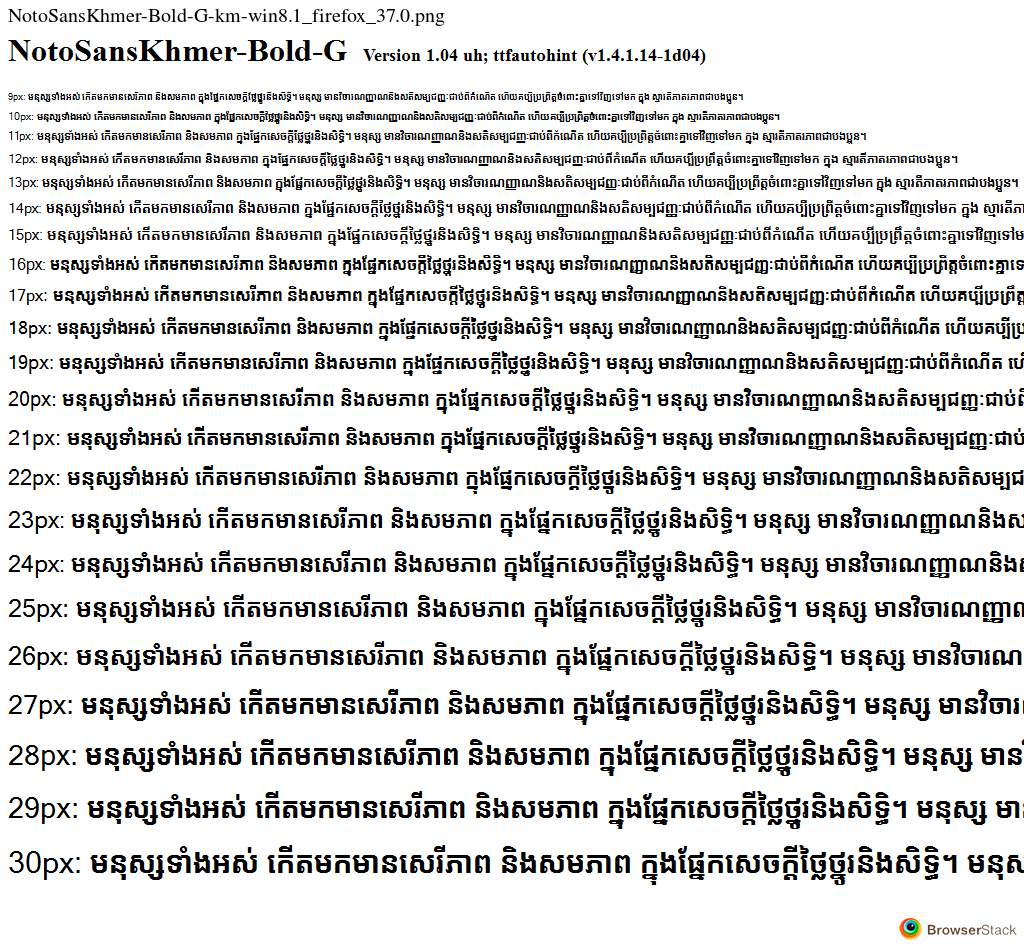 NotoSansKhmer-Bold-G-km-win8.1_firefox_37.0.png
NotoSansKhmer-Bold-G Version 1.04 uh; ttfautohint (v1.4.1.14-1d04)
9px: មនុស្សទាំងអស់ កើតមកមានសេរីភាព និងសមភាព ក្នុងផ្នែកសេចក្ដីថ្លៃថ្នូរនិងសិទ្ធិ។ មនុស្ស មានវិចារណញ្ញាណនិងសតិសម្បជញ្ញៈជាប់ពីកំណើត ហើយគប្បីប្រព្រឹត្តចំពោះគ្នាទៅវិញទៅមក ក្នុង ស្មារតីភាតរភាពជាបងប្អូន។
10px: មនុស្សទាំងអស់ កើតមកមានសេរីភាព និងសមភាព ក្នុងផ្នែកសេចក្ដីថ្លៃថ្នូរនិងសិទ្ធិ។ មនុស្ស មានវិចារណញ្ញាណនិងសតិសម្បជញ្ញៈជាប់ពីកំណើត ហើយគប្បីប្រព្រឹត្តចំពោះគ្នាទៅវិញទៅមក ក្នុង ស្មារតីភាតរភាពជាបងប្អូន។
11px: មនុស្សទាំងអស់ កើតមកមានសេរីភាព និងសមភាព ក្នុងផ្នែកសេចក្ដីថ្លៃថ្នូរនិងសិទ្ធិ។ មនុស្ស មានវិចារណញ្ញាណនិងសតិសម្បជញ្ញៈជាប់ពីកំណើត ហើយគប្បីប្រព្រឹត្តចំពោះគ្នាទៅវិញទៅមក ក្នុង ស្មារតីភាតរភាពជាបងប្អូន។
12px: មនុស្សទាំងអស់ កើតមកមានសេរីភាព និងសមភាព ក្នុងផ្នែកសេចក្ដីថ្លៃថ្នូរនិងសិទ្ធិ។ មនុស្ស មានវិចារណញ្ញាណនិងសតិសម្បជញ្ញៈជាប់ពីកំណើត ហើយគប្បីប្រព្រឹត្តចំពោះគ្នាទៅវិញទៅមក ក្នុង ស្មារតីភាតរភាពជាបងប្អូន។
13px: មនុស្សទាំងអស់ កើតមកមានសេរីភាព និងសមភាព ក្នុងផ្នែកសេចក្ដីថ្លៃថ្នូរនិងសិទ្ធិ។ មនុស្ស មានវិចារណញ្ញាណនិងសតិសម្បជញ្ញៈជាប់ពីកំណើត ហើយគប្បីប្រព្រឹត្តចំពោះគ្នាទៅវិញទៅមក ក្នុង ស្មារតីភាតរភាពជាបងប្អូន។
14px: មនុស្សទាំងអស់ កើតមកមានសេរីភាព និងសមភាព ក្នុងផ្នែកសេចក្ដីថ្លៃថ្នូរនិងសិទ្ធិ។ មនុស្ស មានវិចារណញ្ញាណនិងសតិសម្បជញ្ញៈជាប់ពីកំណើត ហើយគប្បីប្រព្រឹត្តចំពោះគ្នាទៅវិញទៅមក ក្នុង ស្មារតីភា
15px: មនុស្សទាំងអស់ កើតមកមានសេរីភាព និងសមភាព ក្នុងផ្នែកសេចក្ដីថ្លៃថ្នូរនិងសិទ្ធិ។ មនុស្ស មានវិចារណញ្ញាណនិងសតិសម្បជញ្ញៈជាប់ពីកំណើត ហើយគប្បីប្រព្រឹត្តចំពោះគ្នាទៅវិញទៅម
16px: មនុស្សទាំងអស់ កើតមកមានសេរីភាព និងសមភាព ក្នុងផ្នែកសេចក្ដីថ្លៃថ្នូរនិងសិទ្ធិ។ មនុស្ស មានវិចារណញ្ញាណនិងសតិសម្បជញ្ញៈជាប់ពីកំណើត ហើយគប្បីប្រព្រឹត្តចំពោះគ្នាទៅ
17px: មនុស្សទាំងអស់ កើតមកមានសេរីភាព និងសមភាព ក្នុងផ្នែកសេចក្ដីថ្លៃថ្នូរនិងសិទ្ធិ។ មនុស្ស មានវិចារណញ្ញាណនិងសតិសម្បជញ្ញៈជាប់ពីកំណើត ហើយគប្បីប្រព្រឹត្ត
18px: មនុស្សទាំងអស់ កើតមកមានសេរីភាព និងសមភាព ក្នុងផ្នែកសេចក្ដីថ្លៃថ្នូរនិងសិទ្ធិ។ មនុស្ស មានវិចារណញ្ញាណនិងសតិសម្បជញ្ញៈជាប់ពីកំណើត ហើយគប្បីប្រ
19px: មនុស្សទាំងអស់ កើតមកមានសេរីភាព និងសមភាព ក្នុងផ្នែកសេចក្ដីថ្លៃថ្នូរនិងសិទ្ធិ។ មនុស្ស មានវិចារណញ្ញាណនិងសតិសម្បជញ្ញៈជាប់ពីកំណើត ហើ
20px: មនុស្សទាំងអស់ កើតមកមានសេរីភាព និងសមភាព ក្នុងផ្នែកសេចក្ដីថ្លៃថ្នូរនិងសិទ្ធិ។ មនុស្ស មានវិចារណញ្ញាណនិងសតិសម្បជញ្ញៈជាប់ពី
21px: មនុស្សទាំងអស់ កើតមកមានសេរីភាព និងសមភាព ក្នុងផ្នែកសេចក្ដីថ្លៃថ្នូរនិងសិទ្ធិ។ មនុស្ស មានវិចារណញ្ញាណនិងសតិសម្បជញ្ញៈជាប់
22px: មនុស្សទាំងអស់ កើតមកមានសេរីភាព និងសមភាព ក្នុងផ្នែកសេចក្ដីថ្លៃថ្នូរនិងសិទ្ធិ។ មនុស្ស មានវិចារណញ្ញាណនិងសតិសម្បជ
23px: មនុស្សទាំងអស់ កើតមកមានសេរីភាព និងសមភាព ក្នុងផ្នែកសេចក្ដីថ្លៃថ្នូរនិងសិទ្ធិ។ មនុស្ស មានវិចារណញ្ញាណនិងស
24px: មនុស្សទាំងអស់ កើតមកមានសេរីភាព និងសមភាព ក្នុងផ្នែកសេចក្ដីថ្លៃថ្នូរនិងសិទ្ធិ។ មនុស្ស មានវិចារណញ្ញាណនិងស
25px: មនុស្សទាំងអស់ កើតមកមានសេរីភាព និងសមភាព ក្នុងផ្នែកសេចក្ដីថ្លៃថ្នូរនិងសិទ្ធិ។ មនុស្ស មានវិចារណញ្ញាណ
26px: មនុស្សទាំងអស់ កើតមកមានសេរីភាព និងសមភាព ក្នុងផ្នែកសេចក្ដីថ្លៃថ្នូរនិងសិទ្ធិ។ មនុស្ស មានវិចារណ
27px: មនុស្សទាំងអស់ កើតមកមានសេរីភាព និងសមភាព ក្នុងផ្នែកសេចក្ដីថ្លៃថ្នូរនិងសិទ្ធិ។ មនុស្ស មានវិចារ
28px: មនុស្សទាំងអស់ កើតមកមានសេរីភាព និងសមភាព ក្នុងផ្នែកសេចក្ដីថ្លៃថ្នូរនិងសិទ្ធិ។ មនុស្ស មាន
29px: មនុស្សទាំងអស់ កើតមកមានសេរីភាព និងសមភាព ក្នុងផ្នែកសេចក្ដីថ្លៃថ្នូរនិងសិទ្ធិ។ មនុស្ស មា
30px: មនុស្សទាំងអស់ កើតមកមានសេរីភាព និងសមភាព ក្នុងផ្នែកសេចក្ដីថ្លៃថ្នូរនិងសិទ្ធិ។ មនុស
BrowserStack